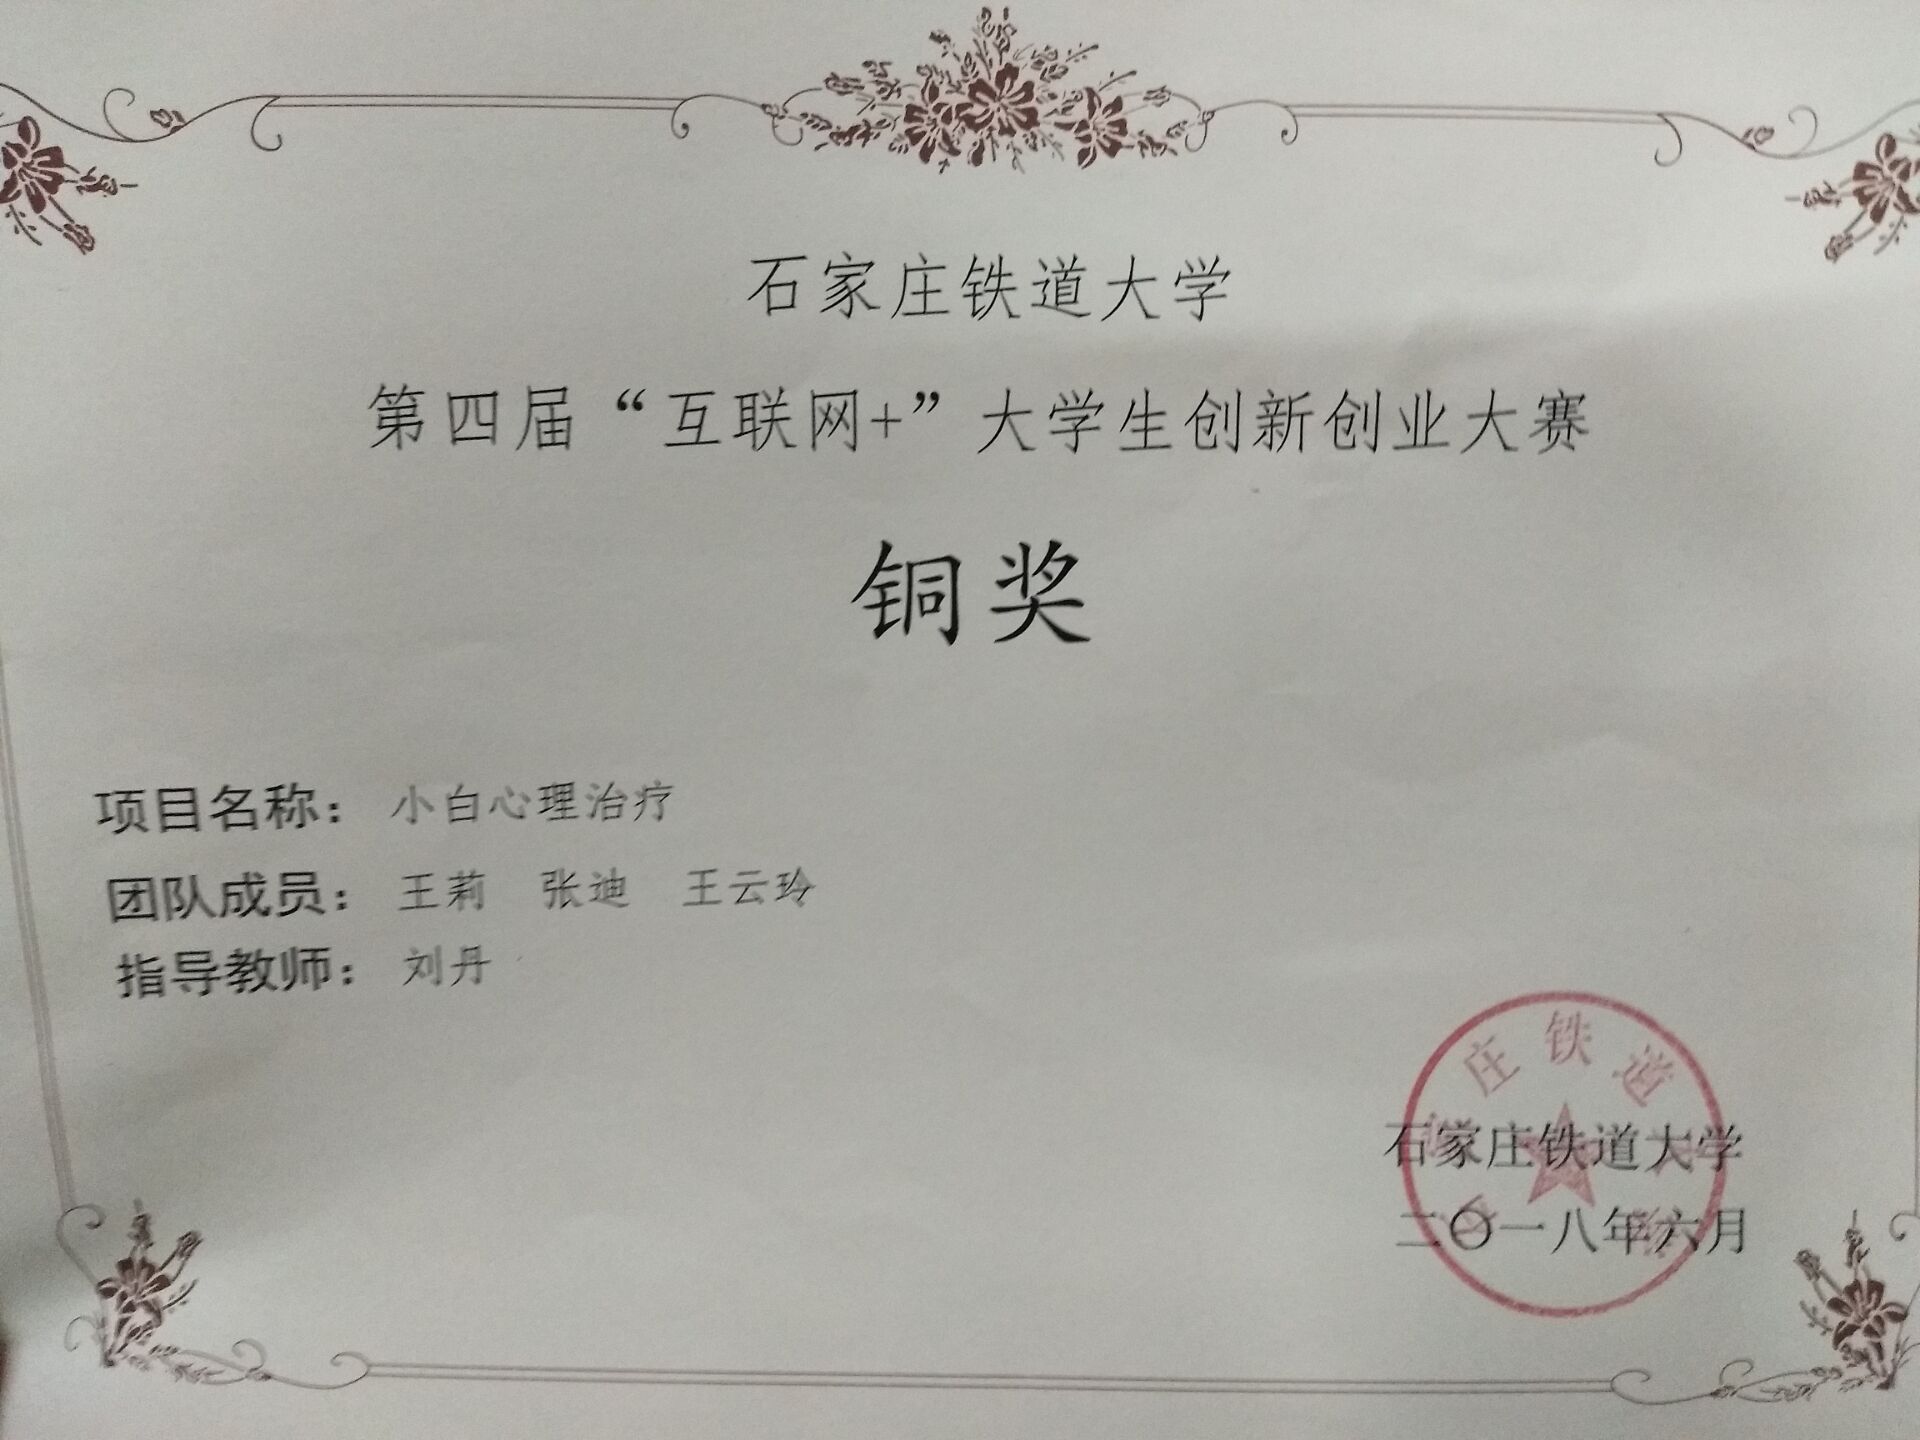 石家庄铁道大学
第四届“互联网+”大学生创新创业大赛
铜奖
项目名称： 小白心理治疗
团队成员： 王莉 张迪 王云玲
指导教师： 刘丹
庄铁道
石家庄铁道大学
二〇一八年六月